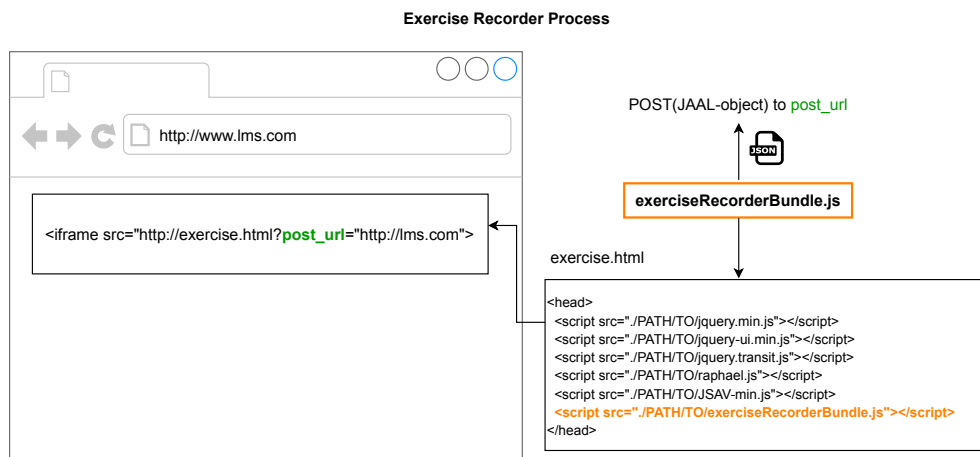 Exercise Recorder Process
http://www.lms.com
<iframe src="http://exercise.html?post_url="http://lms.com">
POST(JAAL-object) to post_url
JSON
exerciseRecorderBundle.js
exercise.html
<head>
<script src="./PATH/TO/jquery.min.js"></script>
<script src="./PATH/TO/jquery-ui.min.js"></script>
<script src="./PATH/TO/jquery.transit.js"></script>
<script src="./PATH/TO/raphael.js"></script>
<script src="./PATH/TO/JSAV-min.js"></script>
<script src="./PATH/TO/exerciseRecorderBundle.js"></script>
</head>